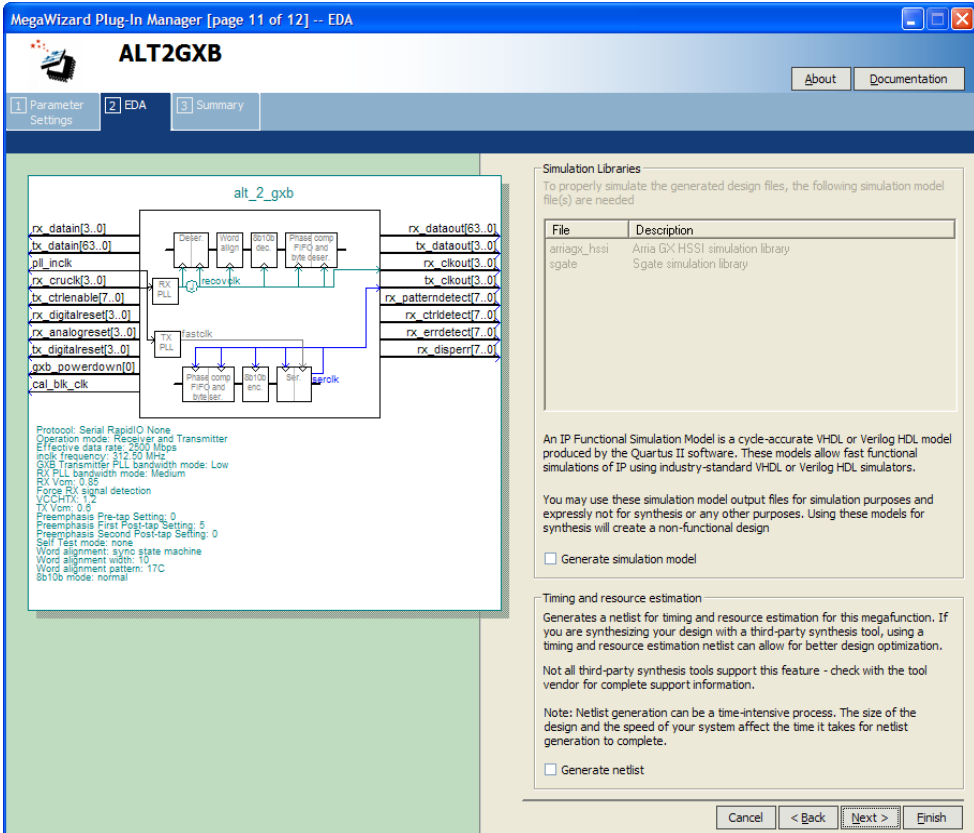 MegaWizard Plug-In Manager [page 11 of 12] -- EDA
ALT2GXB
About
Documentation
1 Parameter
Settings
2 EDA
3 Summary
alt_2_gxb
rx_datain[3..0]
tx_datain[63..0]
pll_inclk
rx_cruclk[3..0]
tx_ctrlenable[7..0]
rx_digitalreset[3..0]
rx_analogreset[3..0]
tx_digitalreset[3..0]
gxb_powerdown[0]
cal_blk_clk
Deser.
Word
align
8b10b
dec.
Phase comp
FIFO and
byte deser.
RX
PLL
recovclk
TX
PLL
fastclk
Phase comp
FIFO and
byteser.
8b10b
enc.
Ser.
serclk
rx_dataout[63..0]
tx_dataout[3..0]
rx_clkout[3..0]
tx_clkout[3..0]
rx_patterndetect[7..0]
rx_ctrldetect[7..0]
rx_errdetect[7..0]
rx_disperr[7..0]
Protocol: Serial RapidIO None
Operation mode: Receiver and Transmitter
Effective data rate: 2500 Mbps
inclk frequency: 312.50 MHz
GXB Transmitter PLL bandwidth mode: Low
RX PLL bandwidth mode: Medium
RX Vcm: 0.85
Force RX signal detection
VCCHTX: 1.2
TX Vcm: 0.6
Preemphasis Pre-tap Setting: 0
Preemphasis First Post-tap Setting: 5
Preemphasis Second Post-tap Setting: 0
Self Test mode: none
Word alignment: sync state machine
Word alignment width: 10
Word alignment pattern: 17C
8b10b mode: normal
Simulation Libraries
To properly simulate the generated design files, the following simulation model
file(s) are needed
File Description
arriagx_hssi Arria GX HSSI simulation library
sgate Sgate simulation library
An IP Functional Simulation Model is a cycle-accurate VHDL or Verilog HDL model
produced by the Quartus II software. These models allow fast functional
simulations of IP using industry-standard VHDL or Verilog HDL simulators.
You may use these simulation model output files for simulation purposes and
expressly not for synthesis or any other purposes. Using these models for
synthesis will create a non-functional design
Generate simulation model
Timing and resource estimation
Generates a netlist for timing and resource estimation for this megafunction. If
you are synthesizing your design with a third-party synthesis tool, using a
timing and resource estimation netlist can allow for better design optimization.
Not all third-party synthesis tools support this feature - check with the tool
vendor for complete support information.
Note: Netlist generation can be a time-intensive process. The size of the
design and the speed of your system affect the time it takes for netlist
generation to complete.
Generate netlist
Cancel
< Back
Next >
Finish